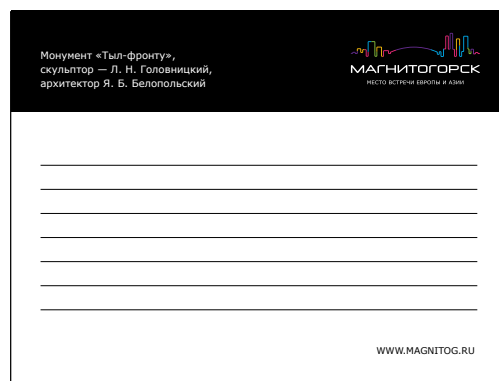 Монумент «Тыл-фронту»,
скульптор — Л. Н. Головницкий,
архитектор Я. Б. Белопольский
МАГНИТОГОРСК
МЕСТО ВСТРЕЧИ ЕВРОПЫ И АЗИИ
WWW.MAGNITOG.RU